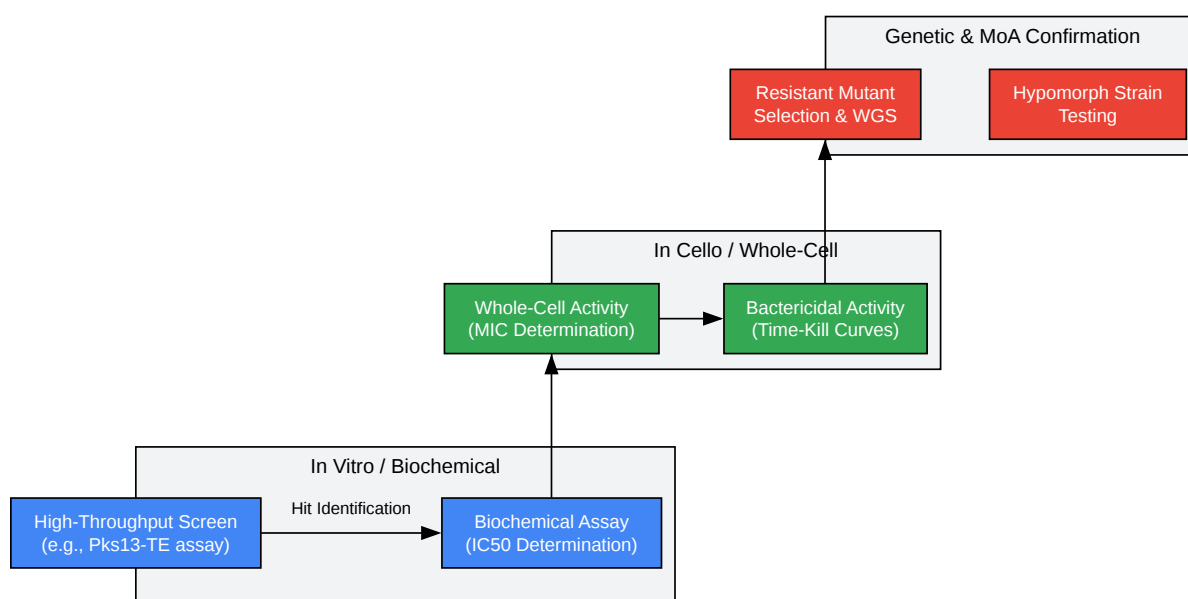 Genetic & MoA Confirmation
Resistant Mutant
Selection & WGS
Hypomorph Strain
Testing
In Cello / Whole-Cell
Whole-Cell Activity
(MIC Determination)
Bactericidal Activity
(Time-Kill Curves)
In Vitro / Biochemical
High-Throughput Screen
(e.g., Pks13-TE assay)
Hit Identification
Biochemical Assay
(IC50 Determination)